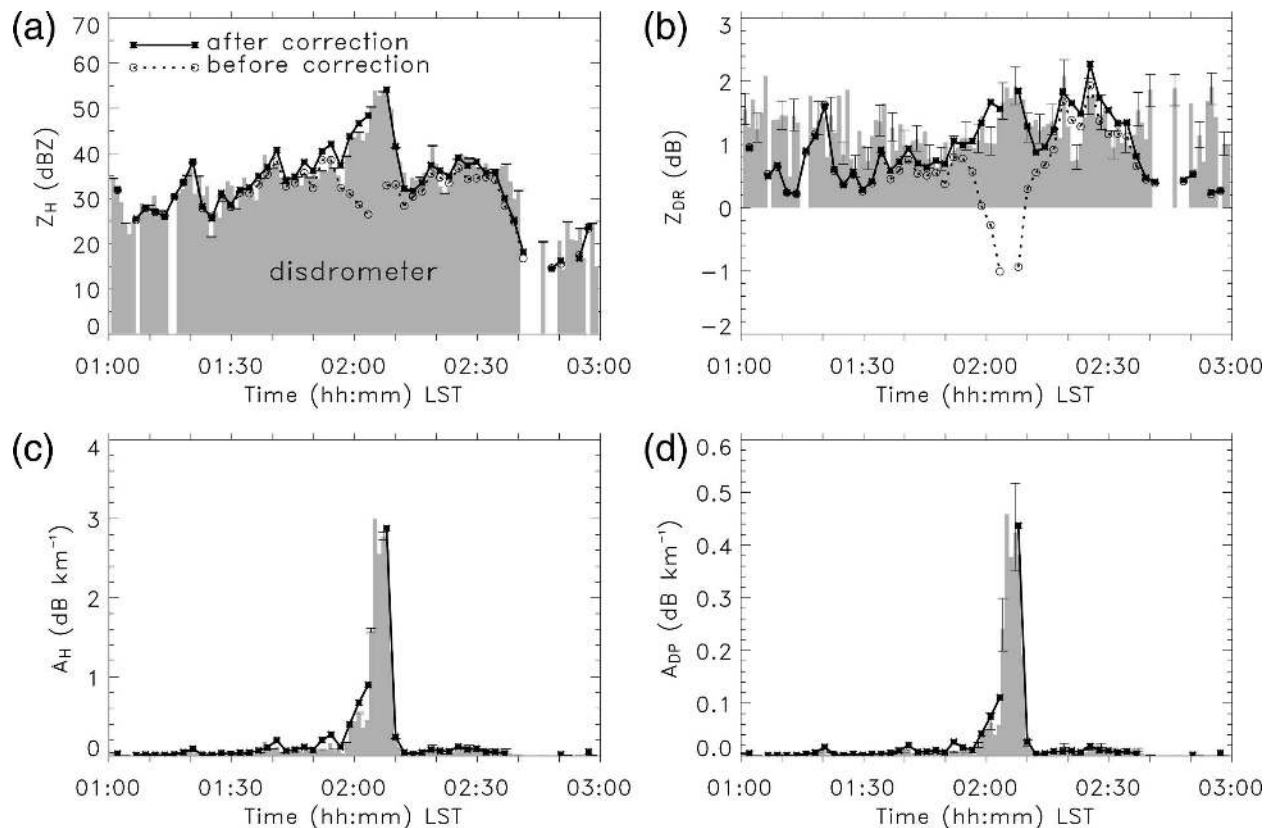 (a)
70
60
50
40
30
20
10
0
Z_H (dBZ)
after correction
before correction
disdrometer
01:00 01:30 02:00 02:30 03:00
Time (hh:mm) LST
(b)
3
2
1
0
-1
-2
Z_DR (dB)
01:00 01:30 02:00 02:30 03:00
Time (hh:mm) LST
(c)
4
3
2
1
0
A_H (dB km⁻¹)
01:00 01:30 02:00 02:30 03:00
Time (hh:mm) LST
(d)
0.6
0.5
0.4
0.3
0.2
0.1
0.0
A_DP (dB km⁻¹)
01:00 01:30 02:00 02:30 03:00
Time (hh:mm) LST